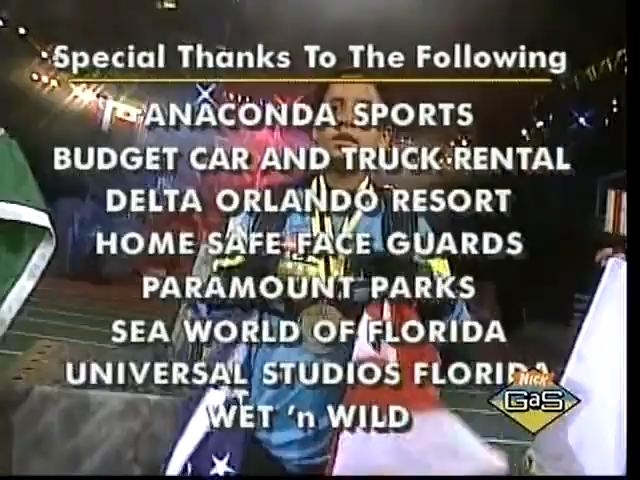 Special Thanks To The Following
ANACONDA SPORTS
BUDGET CAR AND TRUCK RENTAL
DELTA ORLANDO RESORT
HOME SAFE FACE GUARDS
PARAMOUNT PARKS
SEA WORLD OF FLORIDA
UNIVERSAL STUDIOS FLORIDA
WET 'n WILD
Nick
GaS